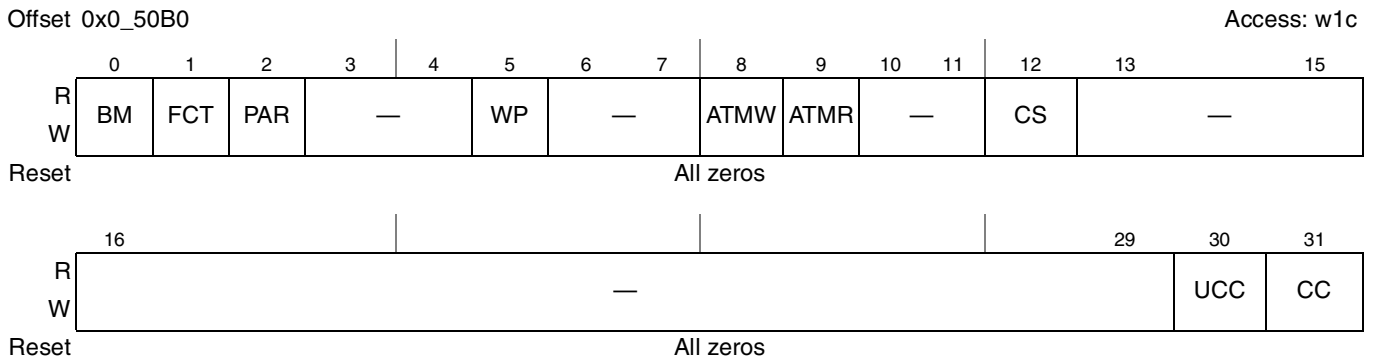 Offset 0x0_50B0 Access: w1c
0 1 2 3 4 5 6 7 8 9 10 11 12 13 15
R
BM FCT PAR — WP — ATMW ATMR — CS —
W
Reset All zeros
16 29 30 31
R
— UCC CC
W
Reset All zeros